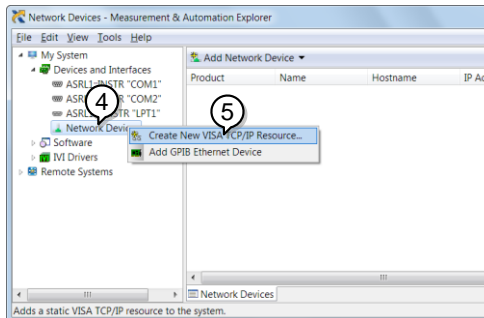 Network Devices - Measurement & Automation Explorer
File Edit View Tools Help
My System
Devices and Interfaces
ASRL1::INSTR "COM1"
ASRL "COM2"
ASRL STR "LPT1"
Network Devic
Software
IVI Drivers
Remote Systems
Add Network Device
Product Name Hostname IP Ac
4
5
Create New VISA TCP/IP Resource...
Add GPIB Ethernet Device
Network Devices
Adds a static VISA TCP/IP resource to the system.